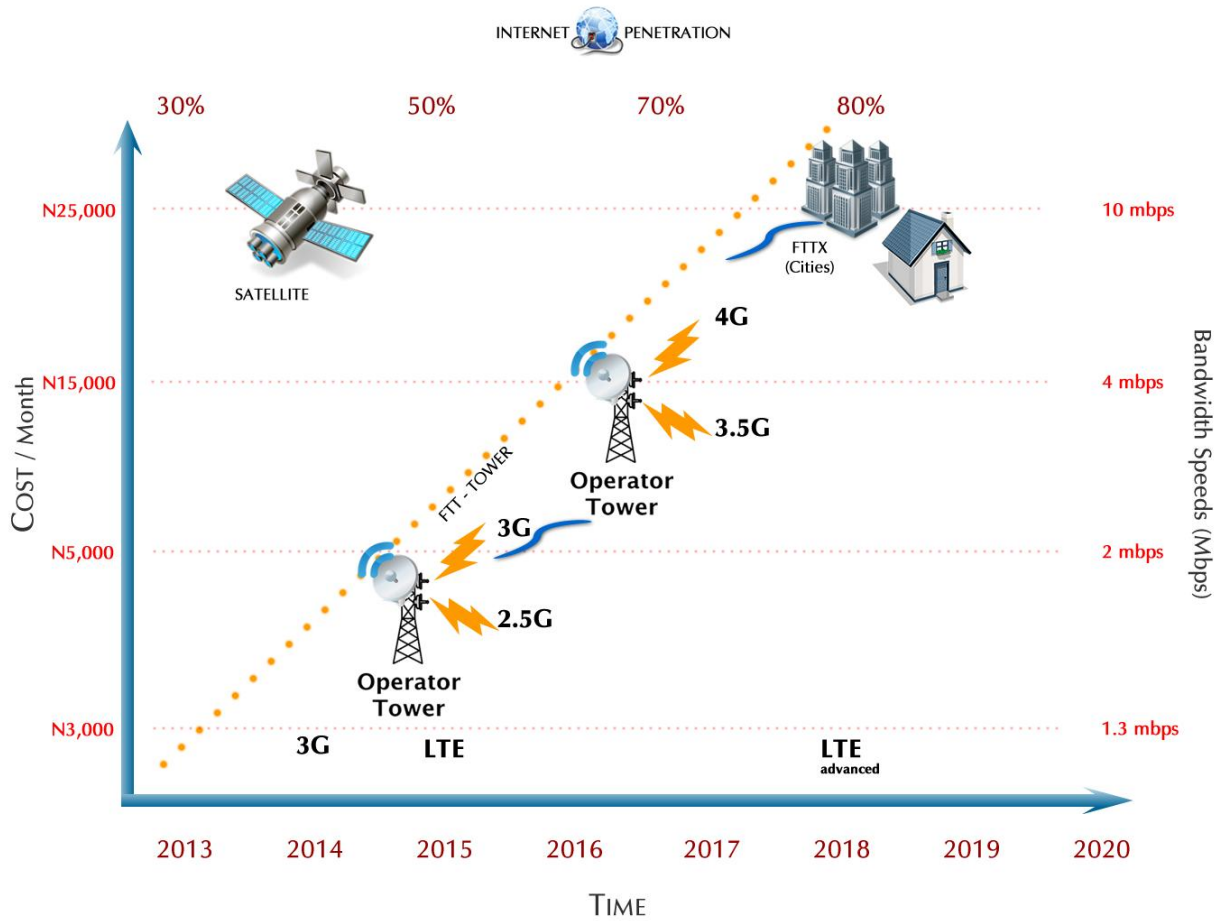 INTERNET PENETRATION
30% 50% 70% 80%
N25,000 10 mbps
SATELLITE
FTTX
(Cities)
4G
N15,000 4 mbps
3.5G
Operator
Tower
FTT - TOWER
3G
N5,000 2 mbps
2.5G
Operator
Tower
N3,000 1.3 mbps
3G LTE LTE
advanced
COST / Month
Bandwidth Speeds (Mbps)
2013 2014 2015 2016 2017 2018 2019 2020
TIME